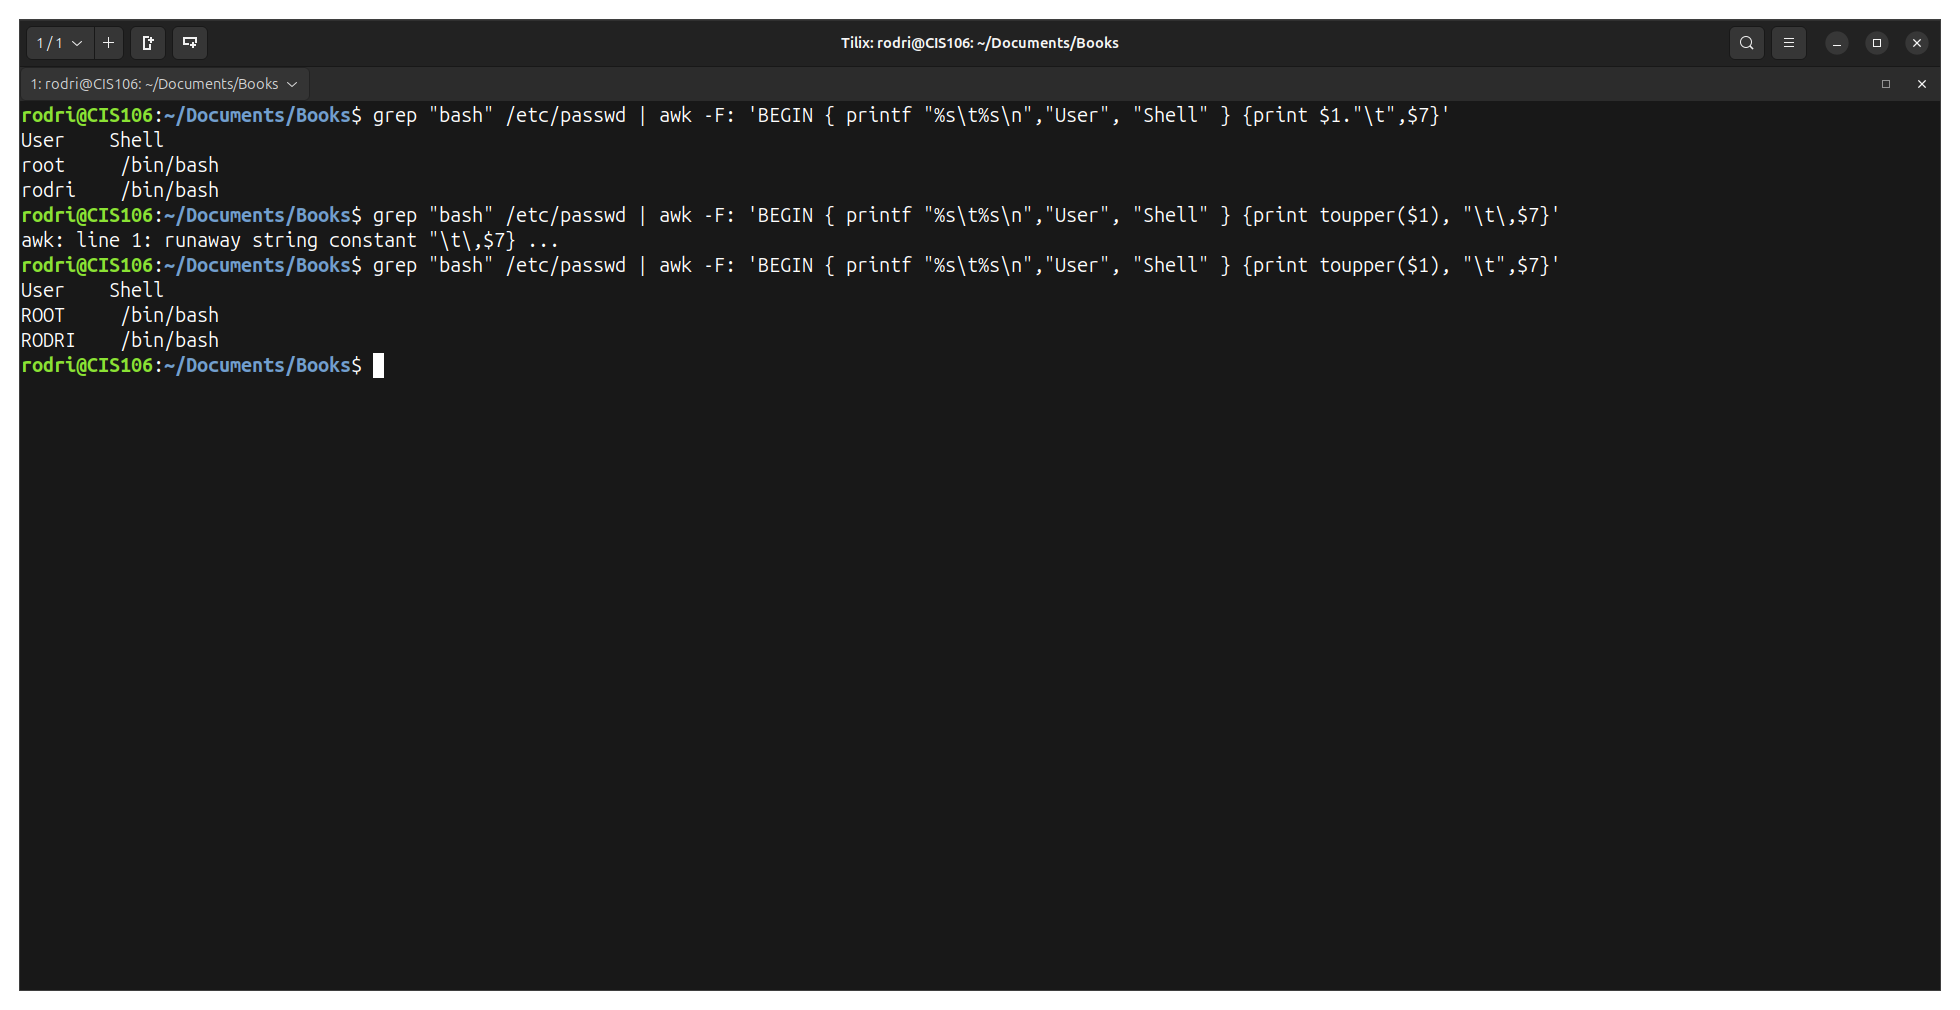 1 / 1
Tilix: rodri@CIS106: ~/Documents/Books
1: rodri@CIS106: ~/Documents/Books
rodri@CIS106:~/Documents/Books$ grep "bash" /etc/passwd | awk -F: 'BEGIN { printf "%s\t%s\n","User", "Shell" } {print $1."\t",$7}'
User    Shell
root     /bin/bash
rodri    /bin/bash
rodri@CIS106:~/Documents/Books$ grep "bash" /etc/passwd | awk -F: 'BEGIN { printf "%s\t%s\n","User", "Shell" } {print toupper($1), "\t\,$7}'
awk: line 1: runaway string constant "\t\,$7} ...
rodri@CIS106:~/Documents/Books$ grep "bash" /etc/passwd | awk -F: 'BEGIN { printf "%s\t%s\n","User", "Shell" } {print toupper($1), "\t",$7}'
User    Shell
ROOT     /bin/bash
RODRI    /bin/bash
rodri@CIS106:~/Documents/Books$